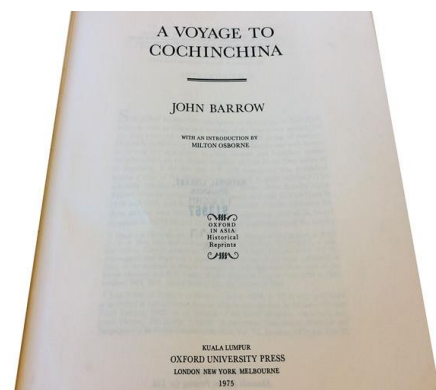 A VOYAGE TO
COCHINCHINA
JOHN BARROW
WITH AN INTRODUCTION BY
MILTON OSBORNE
OXFORD
IN ASIA
Historical
Reprints
KUALA LUMPUR
OXFORD UNIVERSITY PRESS
LONDON NEW YORK MELBOURNE
1975